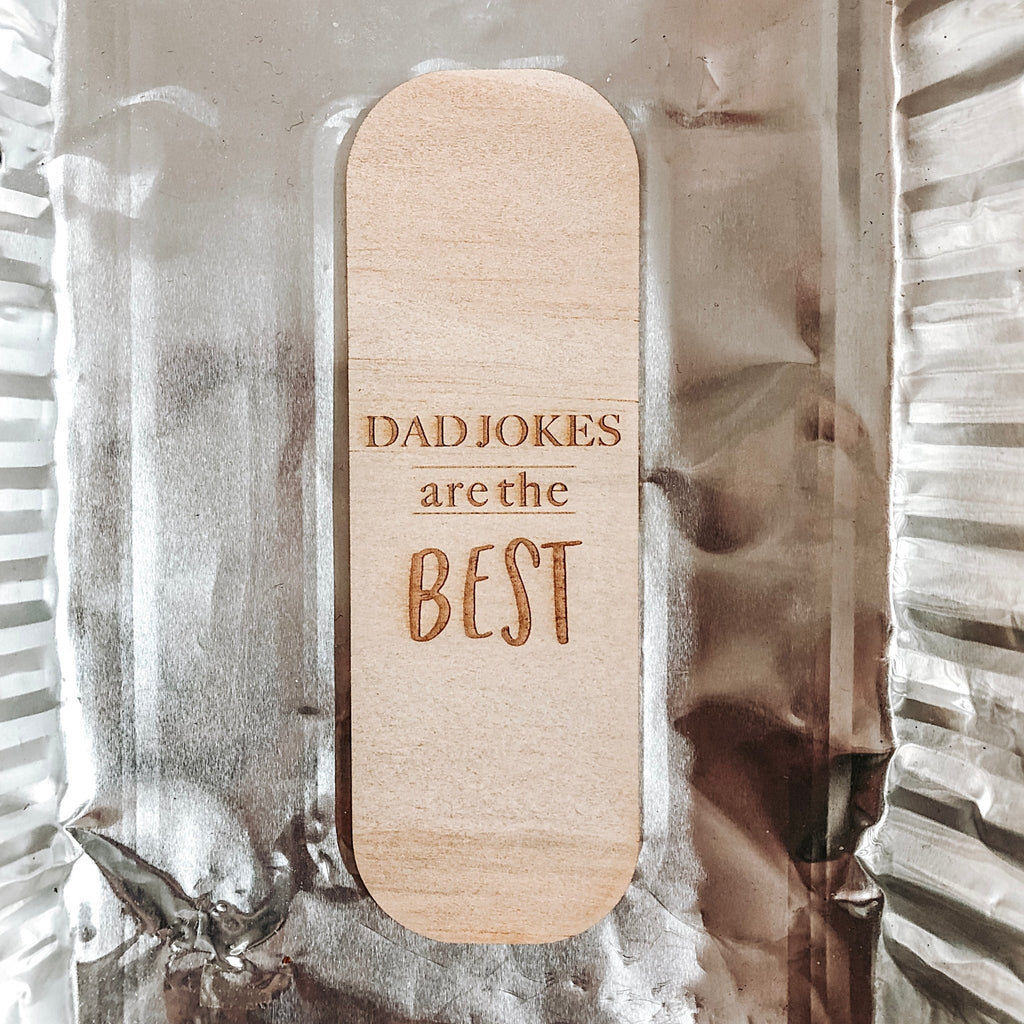 DAD JOKES
are the
BEST